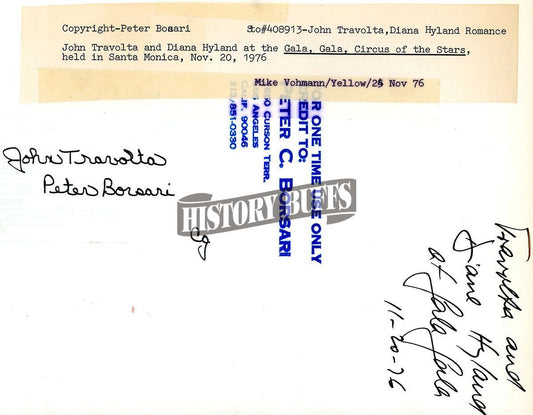 Copyright-Peter Borsari Sto#408913-John Travolta,Diana Hyland Romance
John Travolta and Diana Hyland at the Gala, Gala, Circus of the Stars,
held in Santa Monica, Nov. 20, 1976
Mike Vohmann/Yellow/24 Nov 76
FOR ONE TIME USE ONLY
CREDIT TO:
PETER C. BORSARI
CURSON TERR.
LOS ANGELES
CALIF. 90046
213/851-0330
John Travolta
Peter Borsari
HISTORY BUFFS
Travolta and
Diane Hyland
at Gala Gala
11-20-76